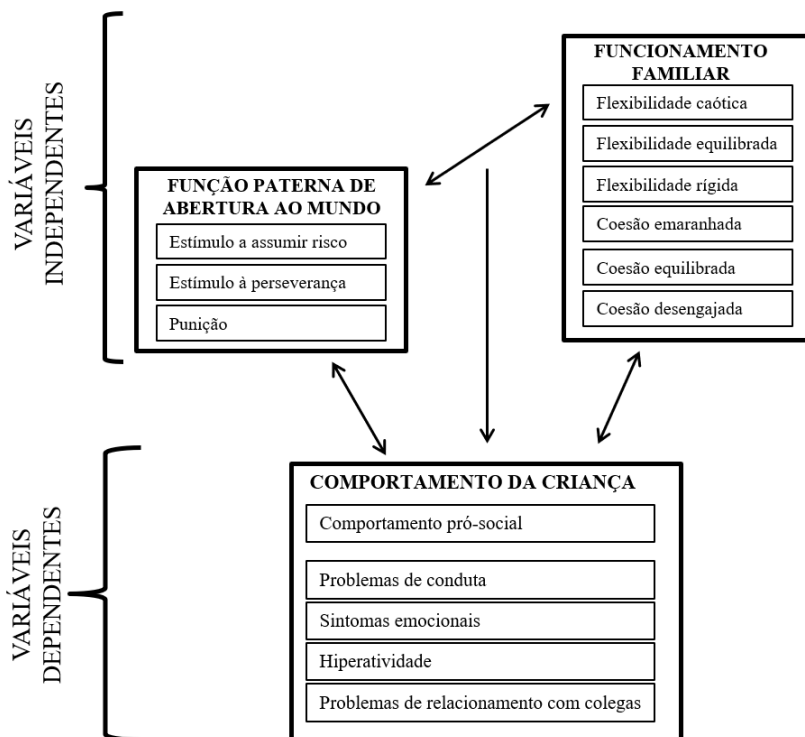 VARIÁVEIS
INDEPENDENTES
FUNÇÃO PATERNA DE
ABERTURA AO MUNDO
Estímulo a assumir risco
Estímulo à perseverança
Punição
FUNCIONAMENTO
FAMILIAR
Flexibilidade caótica
Flexibilidade equilibrada
Flexibilidade rígida
Coesão emaranhada
Coesão equilibrada
Coesão desengajada
VARIÁVEIS
DEPENDENTES
COMPORTAMENTO DA CRIANÇA
Comportamento pró-social
Problemas de conduta
Sintomas emocionais
Hiperatividade
Problemas de relacionamento com colegas